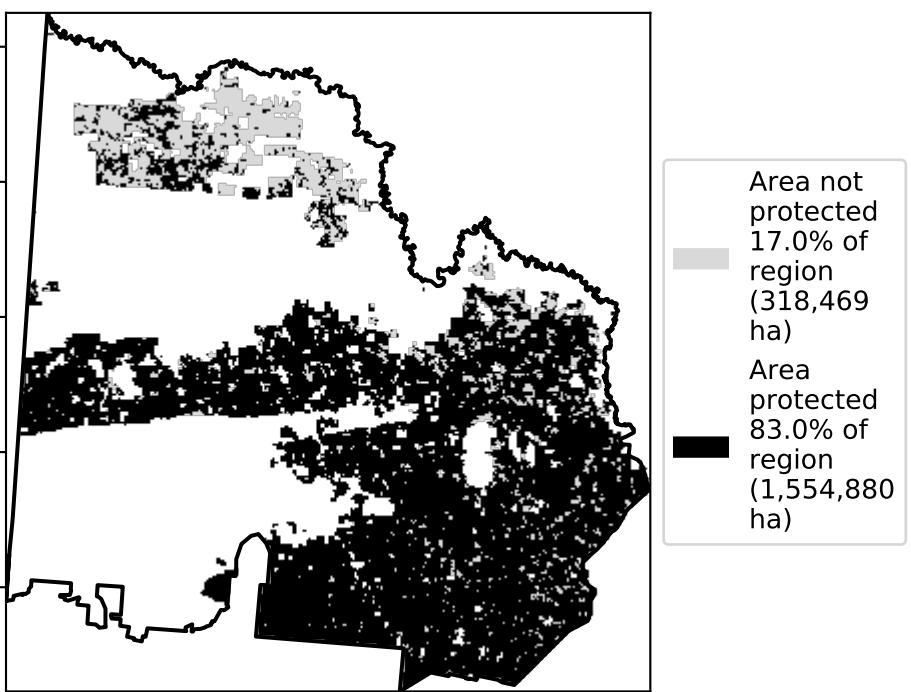 Area not
protected
17.0% of
region
(318,469
ha)
Area
protected
83.0% of
region
(1,554,880
ha)